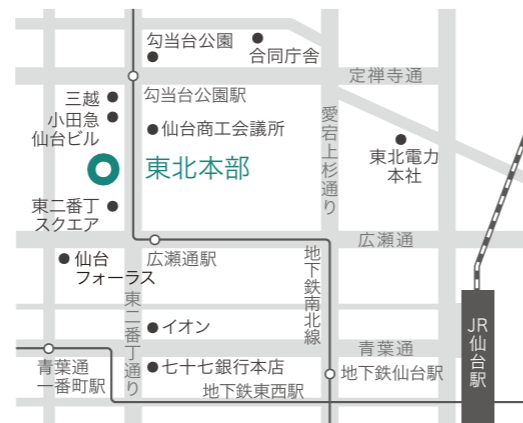 勾当台公園
合同庁舎
定禅寺通
三越
勾当台公園駅
小田急
仙台ビル
仙台商工会議所
愛宕上杉通り
東北電力
本社
東北本部
東二番丁
スクエア
広瀬通
仙台
フォーラス
広瀬通駅
地下鉄南北線
東二番丁通り
イオン
JR仙台駅
青葉通
青葉通
一番町駅
七十七銀行本店
地下鉄仙台駅
地下鉄東西駅